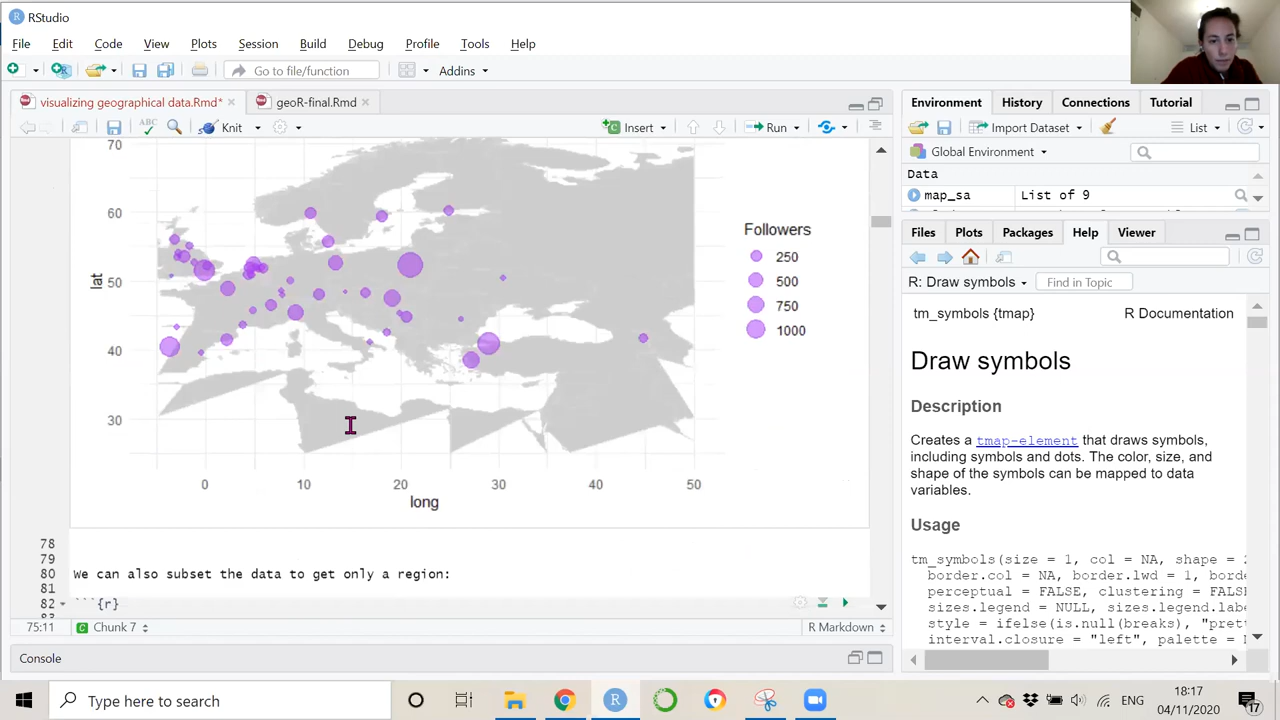 RStudio
File Edit Code View Plots Session Build Debug Profile Tools Help
Go to file/function Addins
visualizing geographical data.Rmd* geoR-final.Rmd
ABC Knit Insert Run
70
60
50
40
30
lat
0 10 20 30 40 50
long
Followers
250
500
750
1000
78
79
80 We can also subset the data to get only a region:
81
82 ```{r}
75:11 Chunk 7 R Markdown
Console
Environment History Connections Tutorial
Import Dataset List
Global Environment
Data
map_sa List of 9
Files Plots Packages Help Viewer
R: Draw symbols Find in Topic
tm_symbols {tmap} R Documentation
Draw symbols
Description
Creates a tmap-element that draws symbols,
including symbols and dots. The color, size, and
shape of the symbols can be mapped to data
variables.
Usage
tm_symbols(size = 1, col = NA, shape = 2
border.col = NA, border.lwd = 1, borde
perceptual = FALSE, clustering = FALS
sizes.legend = NULL, sizes.legend.labe
style = ifelse(is.null(breaks), "pret
interval.closure = "left", palette =
Type here to search
ENG
18:17
04/11/2020
17